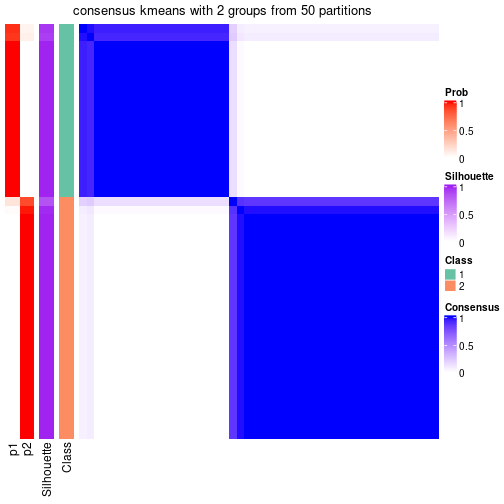 consensus kmeans with 2 groups from 50 partitions
Prob
1
0.5
0
Silhouette
1
0.5
0
Class
1
2
Consensus
1
0.5
0
p1
p2
Silhouette
Class